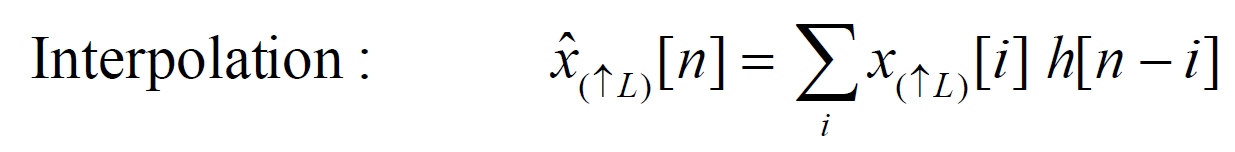 Interpolation : x̂_(↑L)[n] = ∑_i x_(↑L)[i] h[n − i]